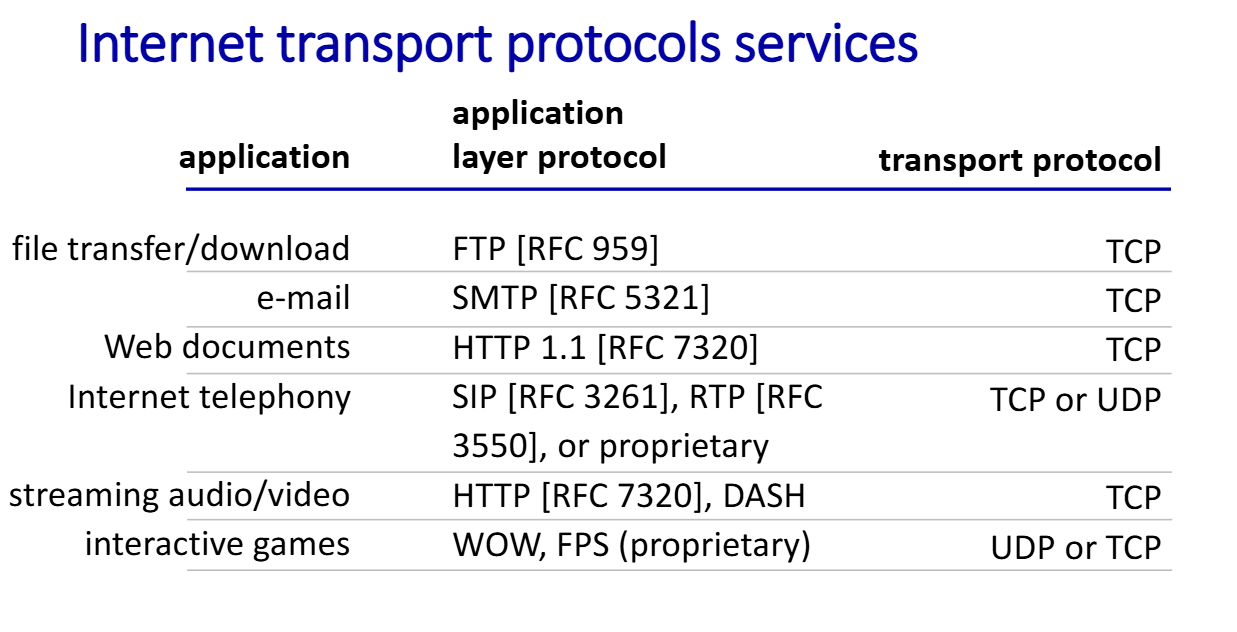 Internet transport protocols services
application
application
layer protocol
transport protocol
file transfer/download FTP [RFC 959] TCP
e-mail SMTP [RFC 5321] TCP
Web documents HTTP 1.1 [RFC 7320] TCP
Internet telephony SIP [RFC 3261], RTP [RFC TCP or UDP
3550], or proprietary
streaming audio/video HTTP [RFC 7320], DASH TCP
interactive games WOW, FPS (proprietary) UDP or TCP